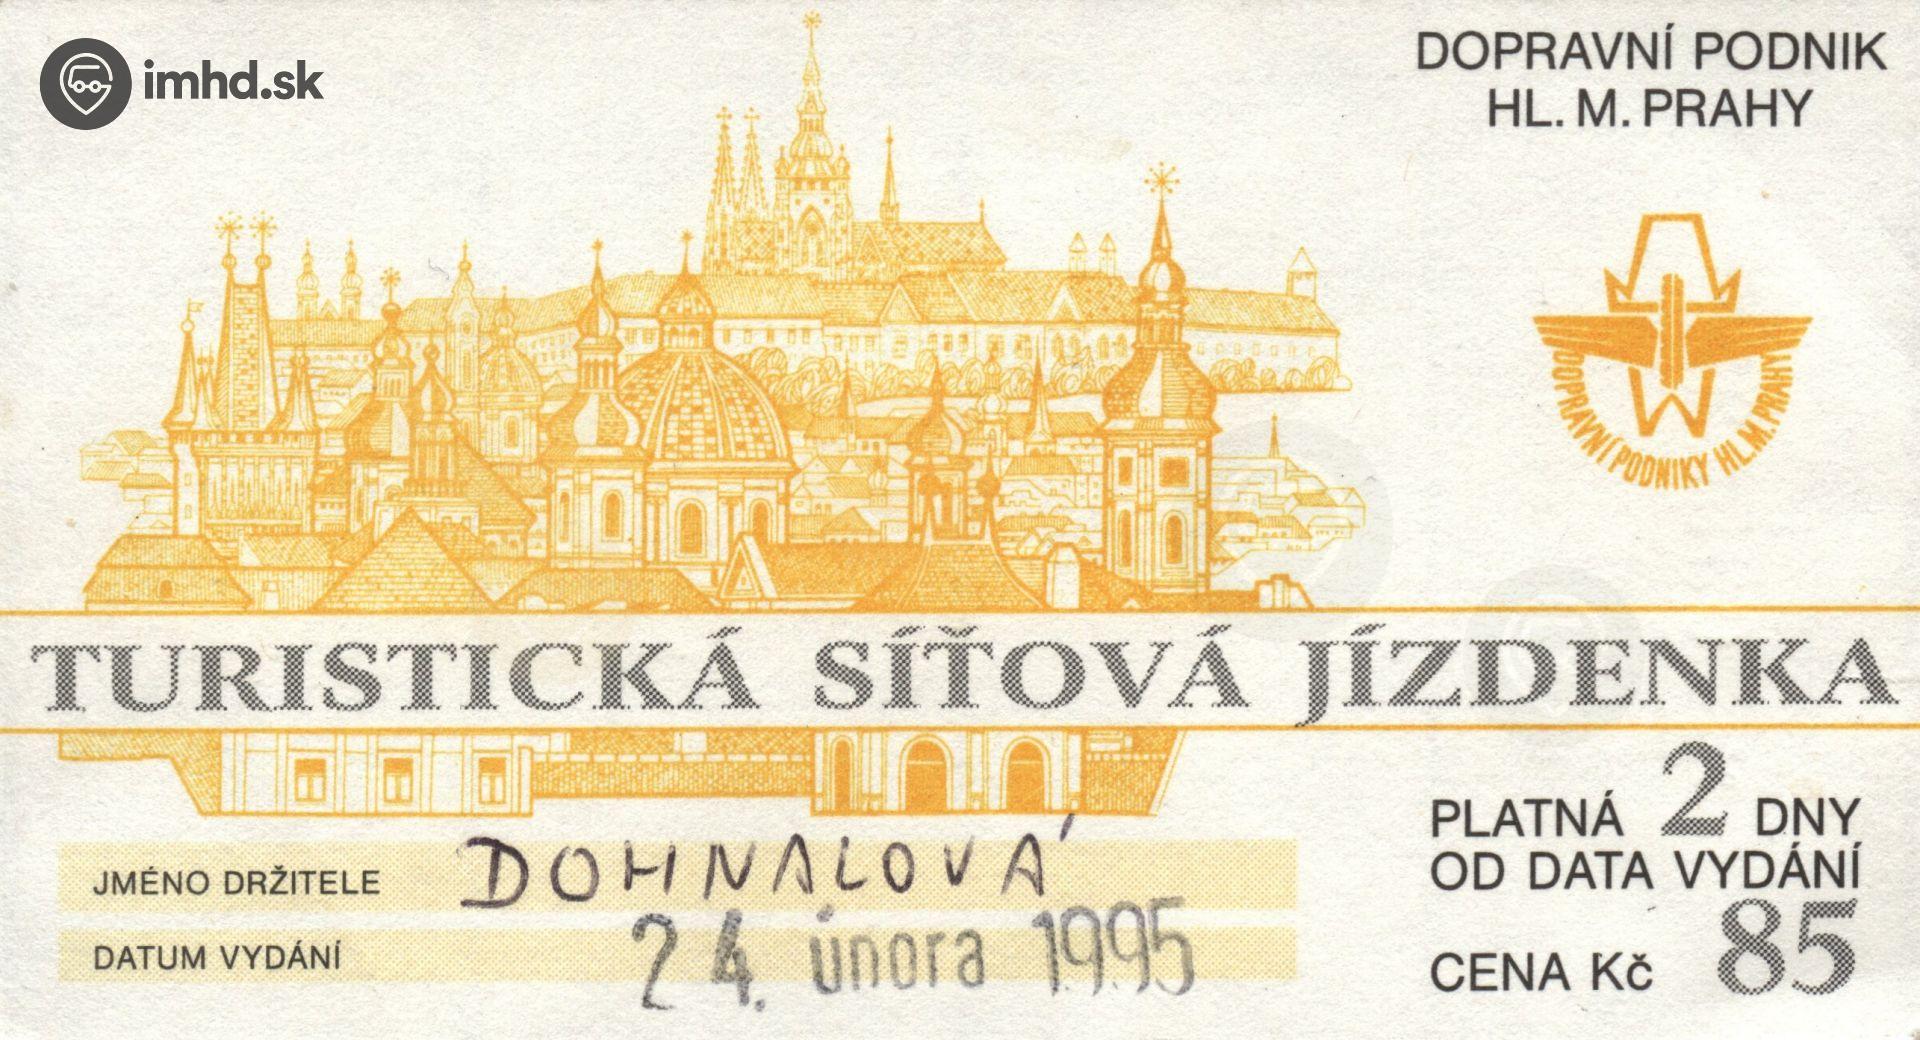 imhd.sk
DOPRAVNÍ PODNIK
HL. M. PRAHY
DOPRAVNÍ PODNIKY HL.M.PRAHY
TURISTICKÁ SÍŤOVÁ JÍZDENKA
PLATNÁ 2 DNY
OD DATA VYDÁNÍ
CENA Kč 85
JMÉNO DRŽITELE DOHNALOVÁ
DATUM VYDÁNÍ 24. února 1995